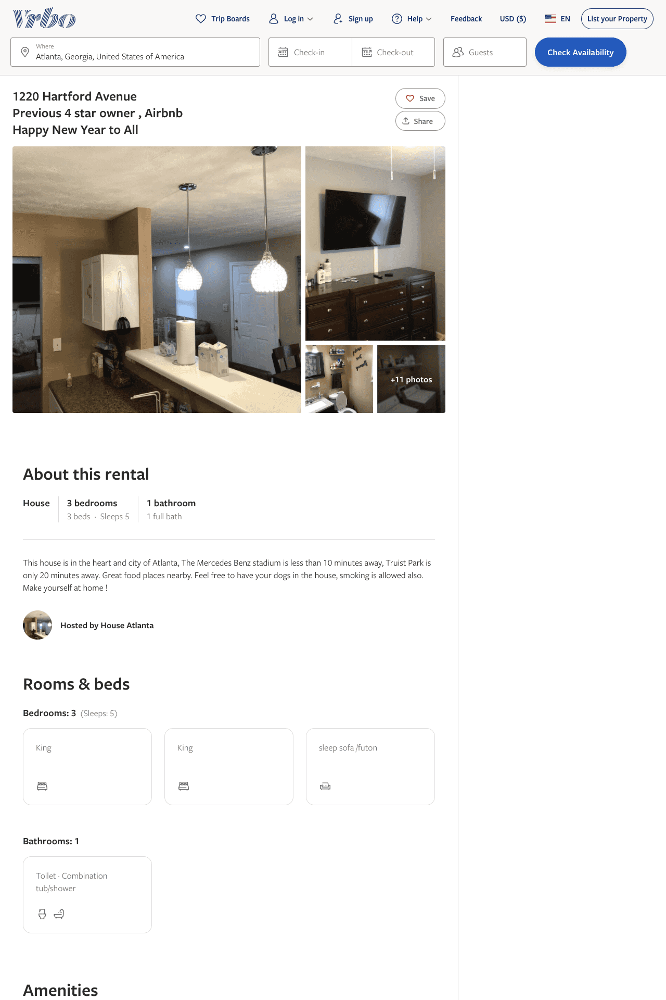 Vrbo
Trip Boards
Log in
Sign up
Help
Feedback
USD ($)
EN
List your Property
Where
Atlanta, Georgia, United States of America
Check-in
Check-out
Guests
Check Availability
1220 Hartford Avenue
Previous 4 star owner , Airbnb
Happy New Year to All
Save
Share
please
seat
yourself
+11 photos
About this rental
House
3 bedrooms
3 beds · Sleeps 5
1 bathroom
1 full bath
This house is in the heart and city of Atlanta, The Mercedes Benz stadium is less than 10 minutes away, Truist Park is
only 20 minutes away. Great food places nearby. Feel free to have your dogs in the house, smoking is allowed also.
Make yourself at home !
Hosted by House Atlanta
Rooms & beds
Bedrooms: 3 (Sleeps: 5)
King
King
sleep sofa /futon
Bathrooms: 1
Toilet · Combination
tub/shower
Amenities